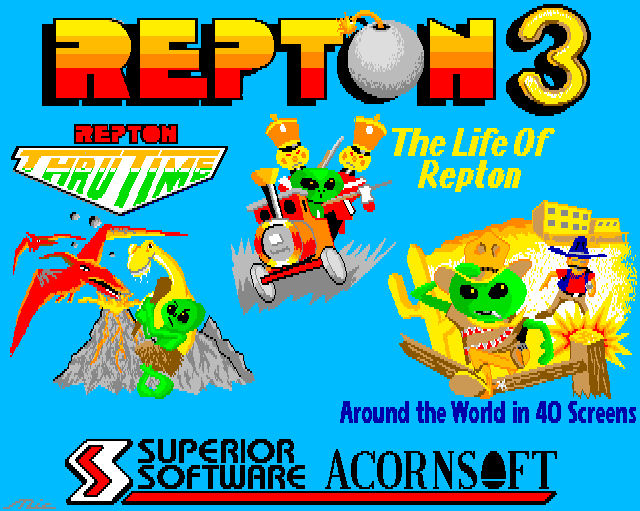 REPTON 3
REPTON
THRU TIME
The Life Of
Repton
Around the World in 40 Screens
SUPERIOR
SOFTWARE
ACORNSOFT